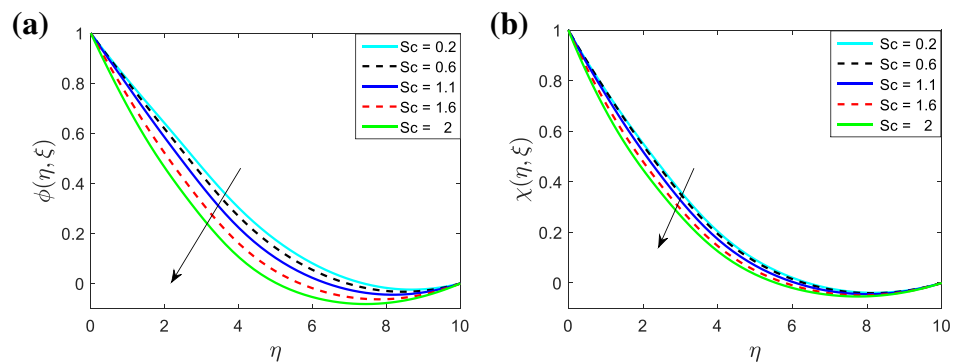 (a)
1
0.8
0.6
0.4
0.2
0
0 2 4 6 8 10
ϕ(η, ξ)
η
Sc = 0.2
Sc = 0.6
Sc = 1.1
Sc = 1.6
Sc = 2
(b)
1
0.8
0.6
0.4
0.2
0
0 2 4 6 8 10
χ(η, ξ)
η
Sc = 0.2
Sc = 0.6
Sc = 1.1
Sc = 1.6
Sc = 2